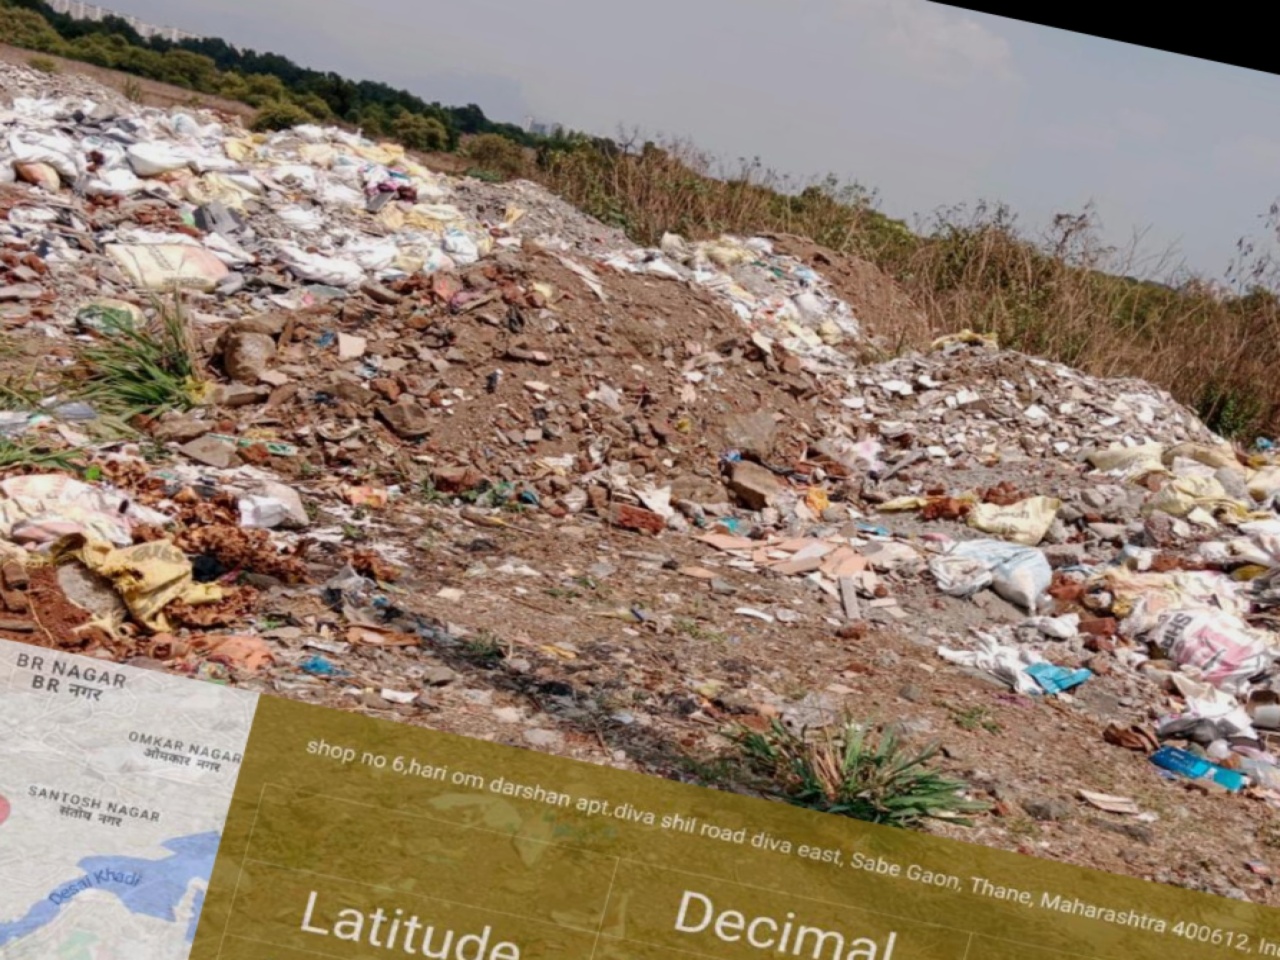 BR NAGAR
BR नगर
OMKAR NAGAR
ओमकार नगर
SANTOSH NAGAR
संतोष नगर
Desai Khadi
shop no 6,hari om darshan apt.diva shil road diva east, Sabe Gaon, Thane, Maharashtra 400612,
Latitude
Decimal